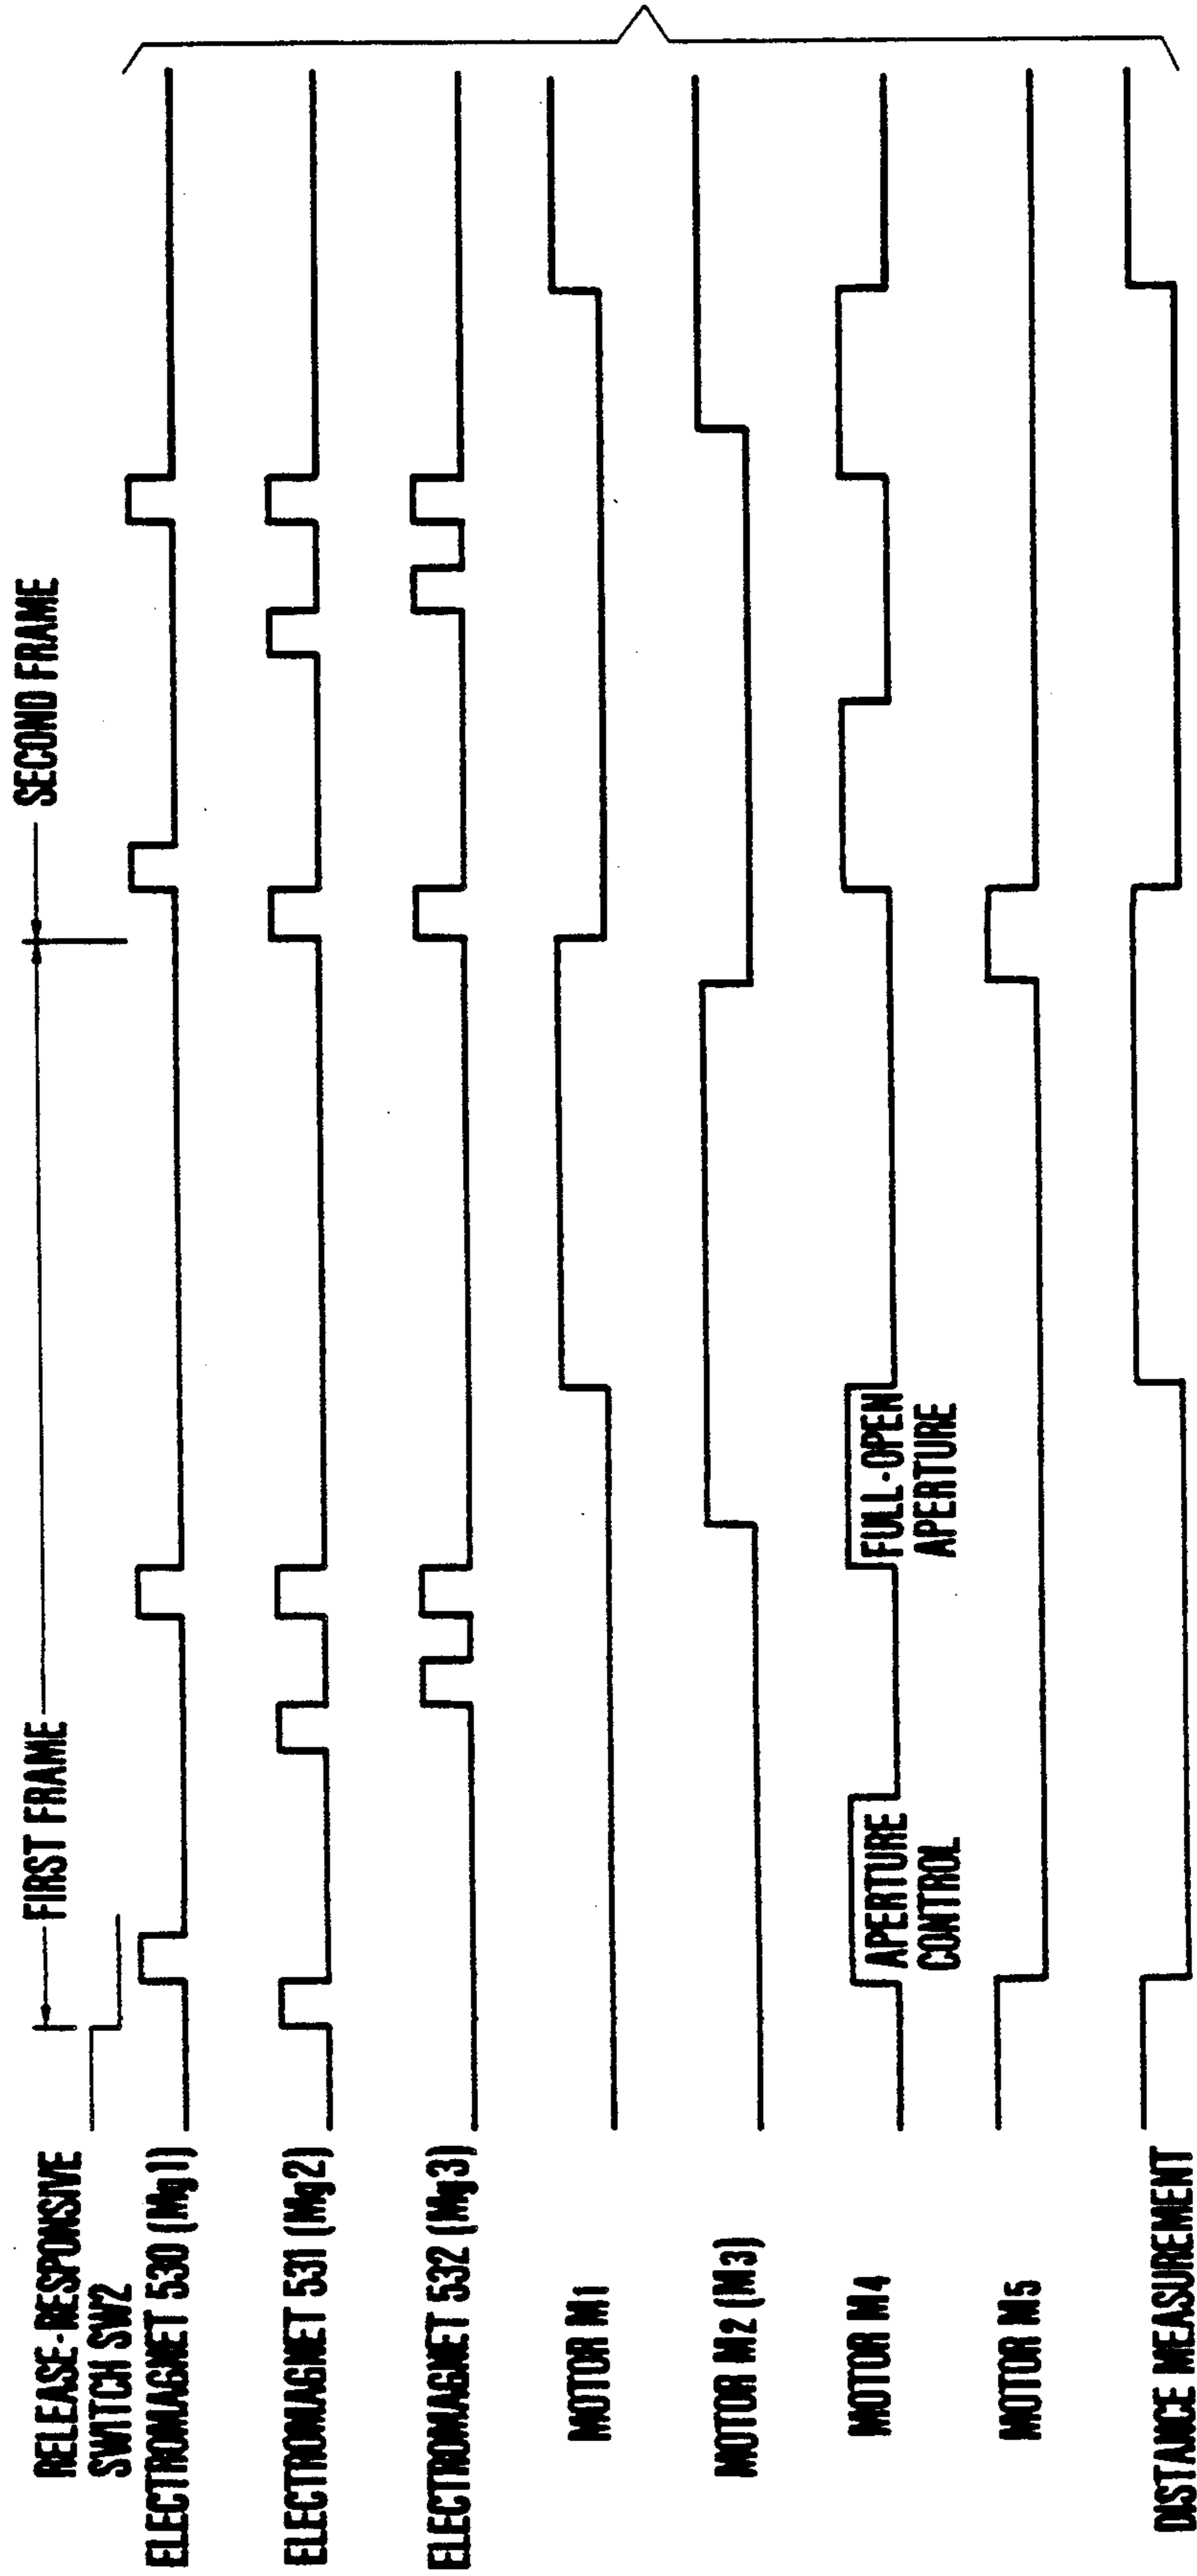 FIRST FRAME
SECOND FRAME
RELEASE-RESPONSIVE
SWITCH SW2
ELECTROMAGNET 530 (Mg1)
ELECTROMAGNET 531 (Mg2)
ELECTROMAGNET 532 (Mg3)
MOTOR M1
MOTOR M2 (M3)
MOTOR M4
APERTURE
CONTROL
FULL-OPEN
APERTURE
MOTOR M5
DISTANCE MEASUREMENT